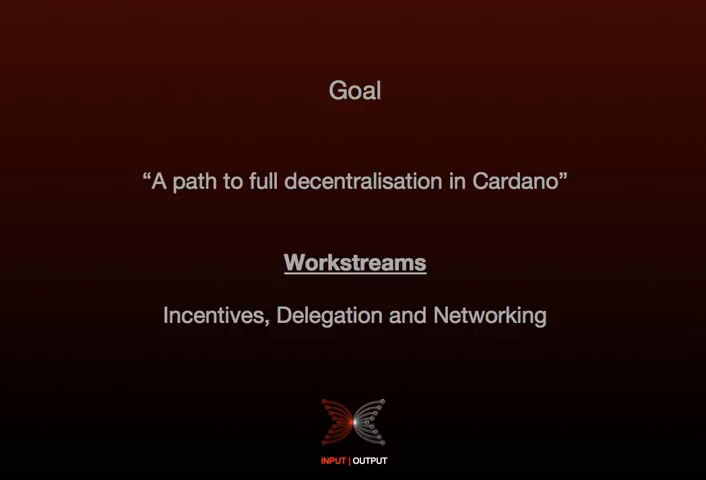 Goal
“A path to full decentralisation in Cardano”
Workstreams
Incentives, Delegation and Networking
INPUT | OUTPUT